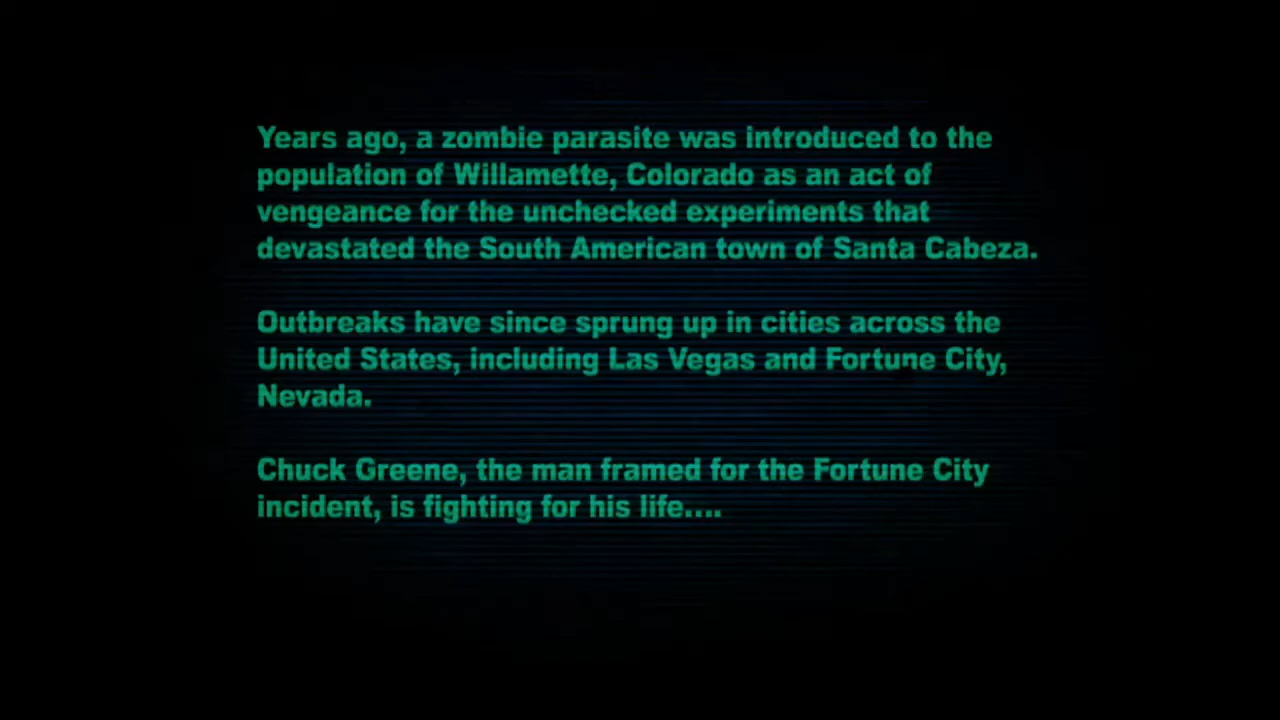 Years ago, a zombie parasite was introduced to the
population of Willamette, Colorado as an act of
vengeance for the unchecked experiments that
devastated the South American town of Santa Cabeza.
Outbreaks have since sprung up in cities across the
United States, including Las Vegas and Fortune City,
Nevada.
Chuck Greene, the man framed for the Fortune City
incident, is fighting for his life....